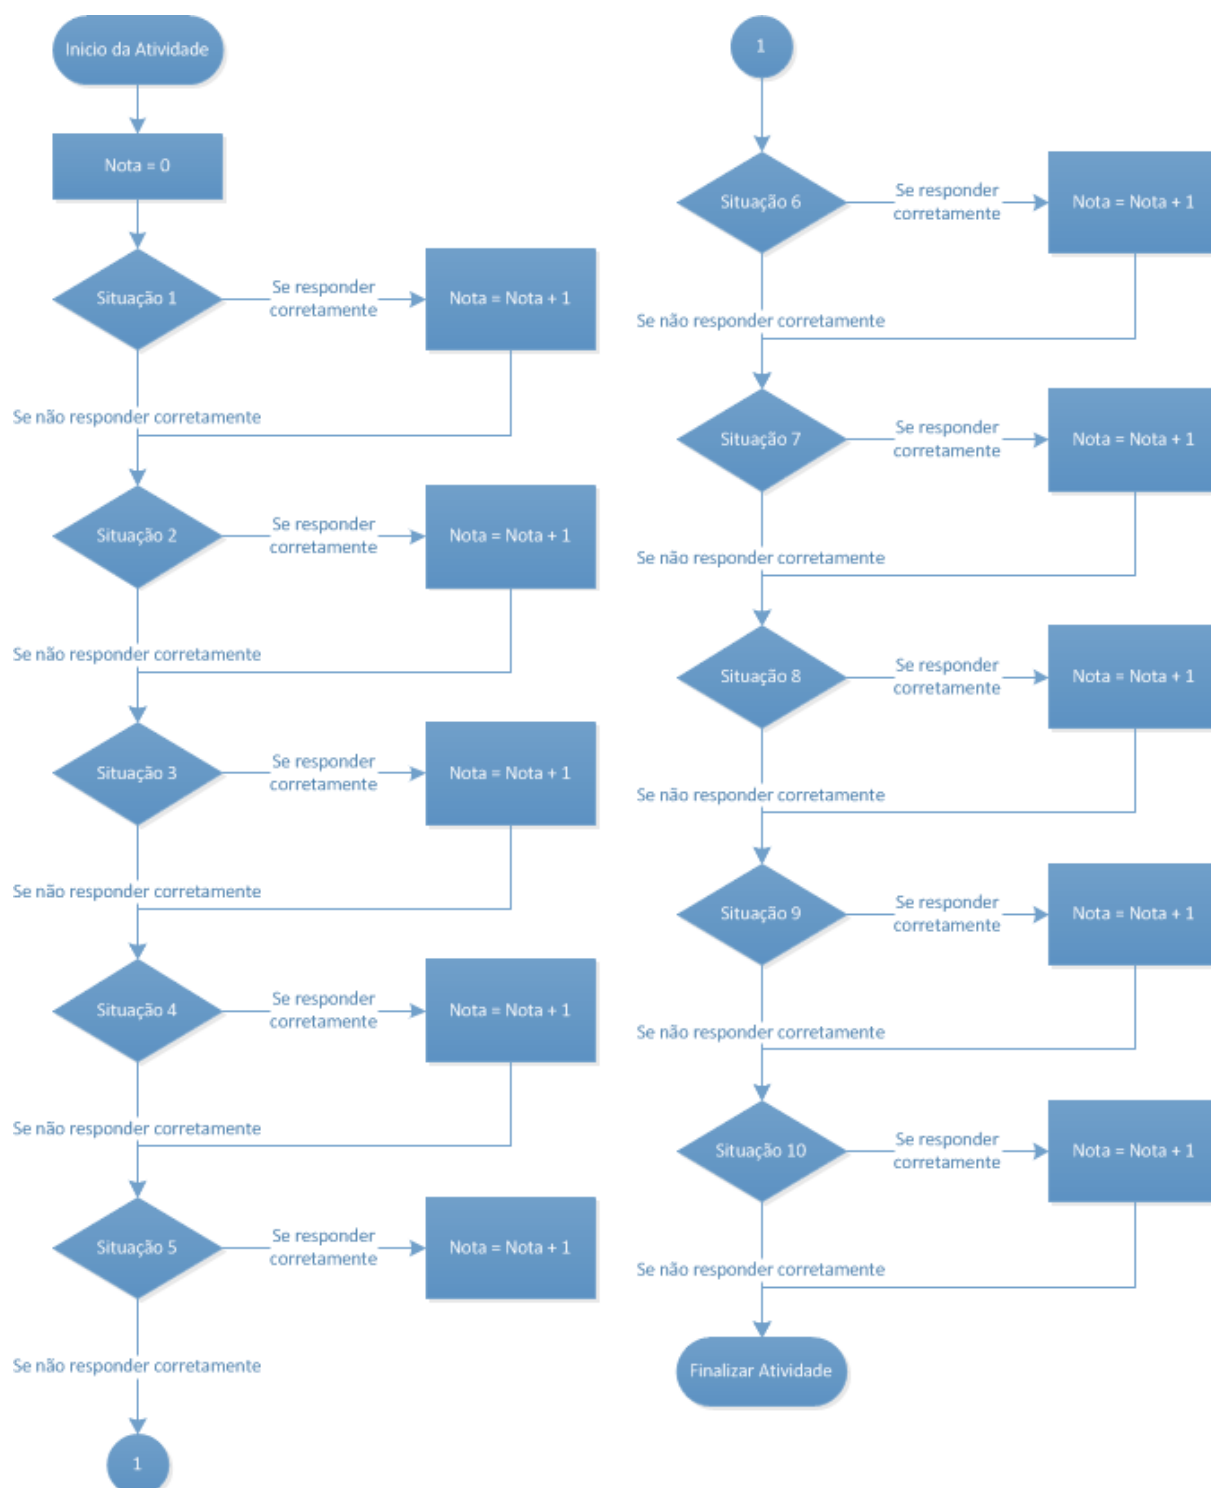 Inicio da Atividade
Nota = 0
Situação 1
Se responder
corretamente
Nota = Nota + 1
Se não responder corretamente
Situação 2
Se responder
corretamente
Nota = Nota + 1
Se não responder corretamente
Situação 3
Se responder
corretamente
Nota = Nota + 1
Se não responder corretamente
Situação 4
Se responder
corretamente
Nota = Nota + 1
Se não responder corretamente
Situação 5
Se responder
corretamente
Nota = Nota + 1
Se não responder corretamente
1
1
Situação 6
Se responder
corretamente
Nota = Nota + 1
Se não responder corretamente
Situação 7
Se responder
corretamente
Nota = Nota + 1
Se não responder corretamente
Situação 8
Se responder
corretamente
Nota = Nota + 1
Se não responder corretamente
Situação 9
Se responder
corretamente
Nota = Nota + 1
Se não responder corretamente
Situação 10
Se responder
corretamente
Nota = Nota + 1
Se não responder corretamente
Finalizar Atividade